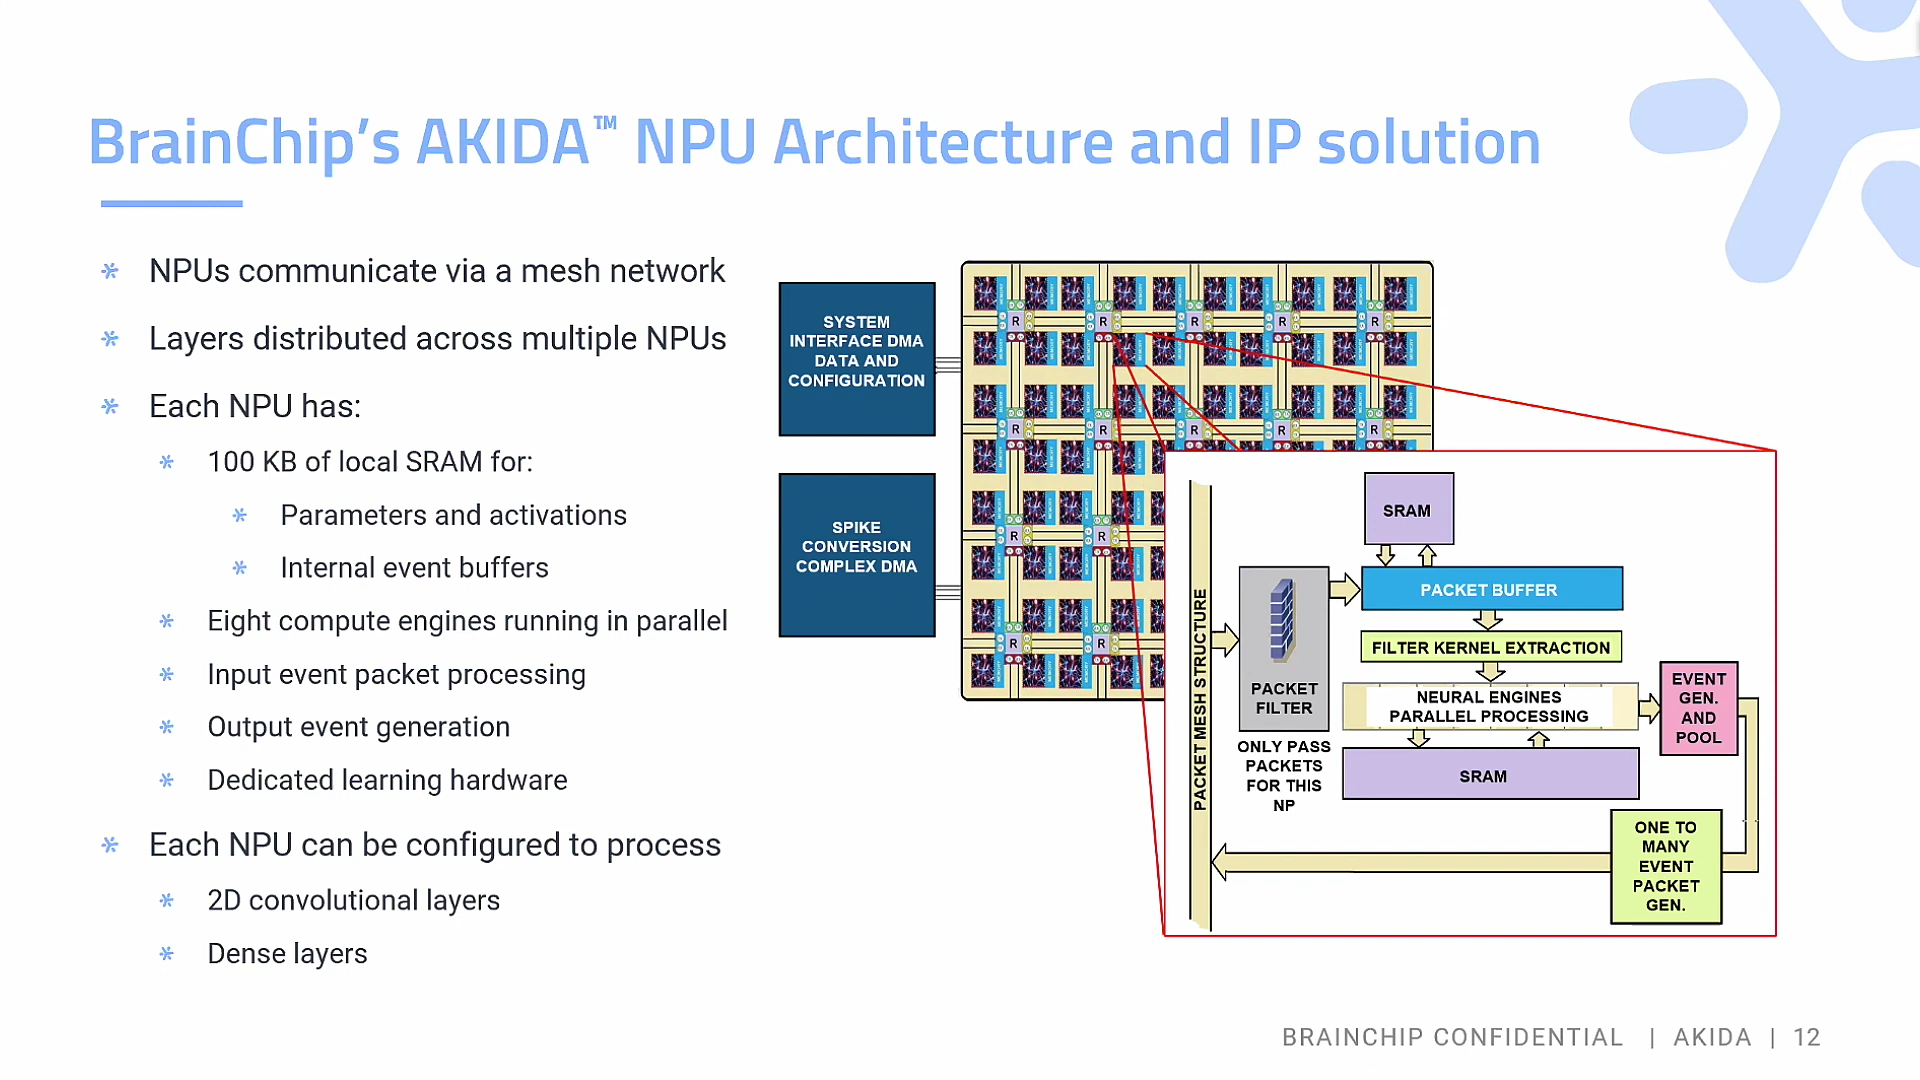 BrainChip's AKIDA™ NPU Architecture and IP solution
NPUs communicate via a mesh network
Layers distributed across multiple NPUs
Each NPU has:
100 KB of local SRAM for:
Parameters and activations
Internal event buffers
Eight compute engines running in parallel
Input event packet processing
Output event generation
Dedicated learning hardware
Each NPU can be configured to process
2D convolutional layers
Dense layers
SYSTEM
INTERFACE DMA
DATA AND
CONFIGURATION
SPIKE
CONVERSION
COMPLEX DMA
R R R R R
R R R R R
R R
R R
PACKET MESH STRUCTURE
SRAM
PACKET BUFFER
FILTER KERNEL EXTRACTION
NEURAL ENGINES
PARALLEL PROCESSING
SRAM
PACKET
FILTER
ONLY PASS
PACKETS
FOR THIS
NP
EVENT
GEN.
AND
POOL
ONE TO
MANY
EVENT
PACKET
GEN.
BRAINCHIP CONFIDENTIAL | AKIDA | 12